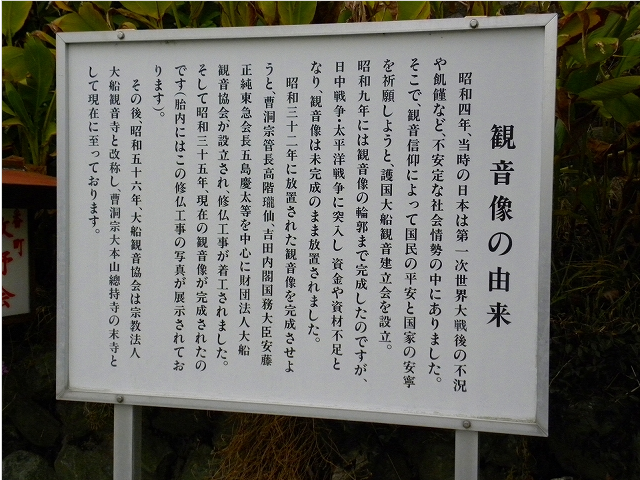 観音像の由来
昭和四年、当時の日本は第一次世界大戦後の不況
や飢饉など、不安定な社会情勢の中にありました。
そこで、観音信仰によって国民の平安と国家の安寧
を祈願しようと、護国大船観音建立会を設立。
昭和九年には観音像の輪郭まで完成したのですが、
日中戦争・太平洋戦争に突入し資金や資材不足と
なり、観音像は未完成のまま放置されました。
昭和三十二年に放置された観音像を完成させよ
うと、曹洞宗管長高階瓏仙、吉田内閣国務大臣安藤
正純東急会長五島慶太等を中心に財団法人大船
観音協会が設立され、修仏工事が着工されました。
そして昭和三十五年、現在の観音像が完成されたの
です(胎内にはこの修仏工事の写真が展示されてお
ります)。
その後、昭和五十六年、大船観音協会は宗教法人
大船観音寺と改称し、曹洞宗大本山總持寺の末寺と
して現在に至っております。